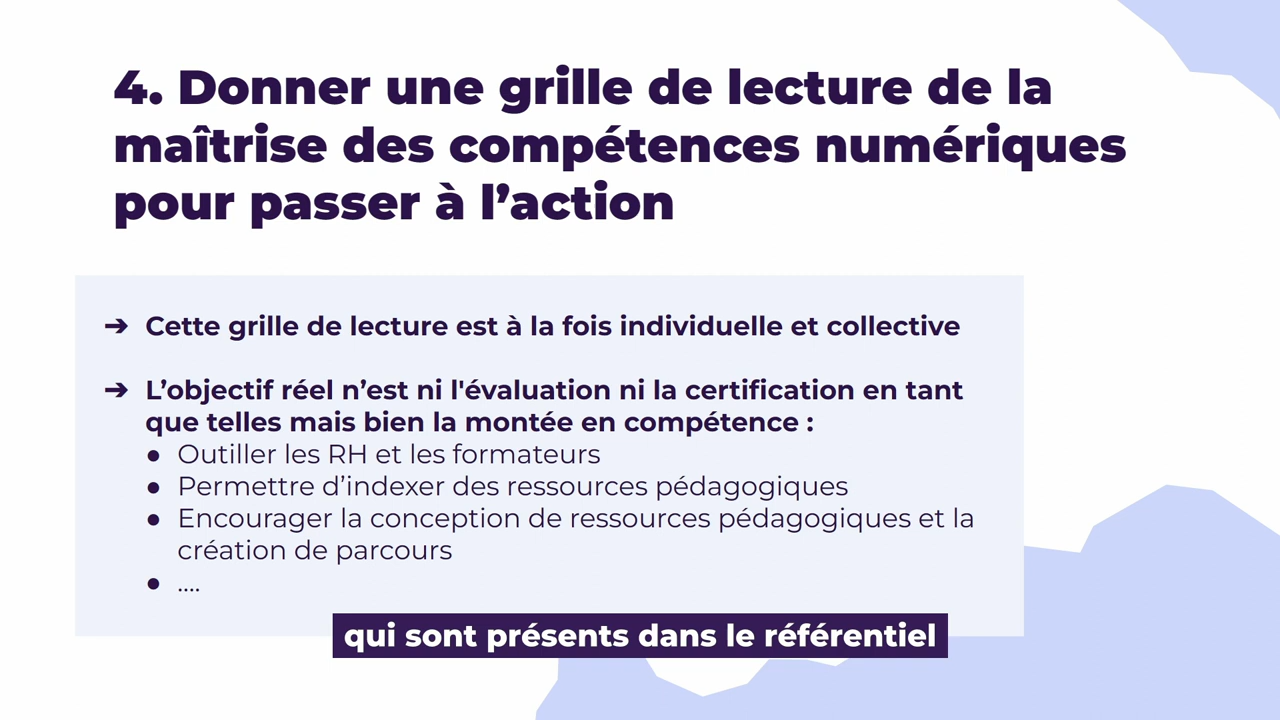 4. Donner une grille de lecture de la
maîtrise des compétences numériques
pour passer à l’action
➔ Cette grille de lecture est à la fois individuelle et collective
➔ L’objectif réel n’est ni l'évaluation ni la certification en tant
que telles mais bien la montée en compétence :
● Outiller les RH et les formateurs
● Permettre d’indexer des ressources pédagogiques
● Encourager la conception de ressources pédagogiques et la
création de parcours
● ....
qui sont présents dans le référentiel